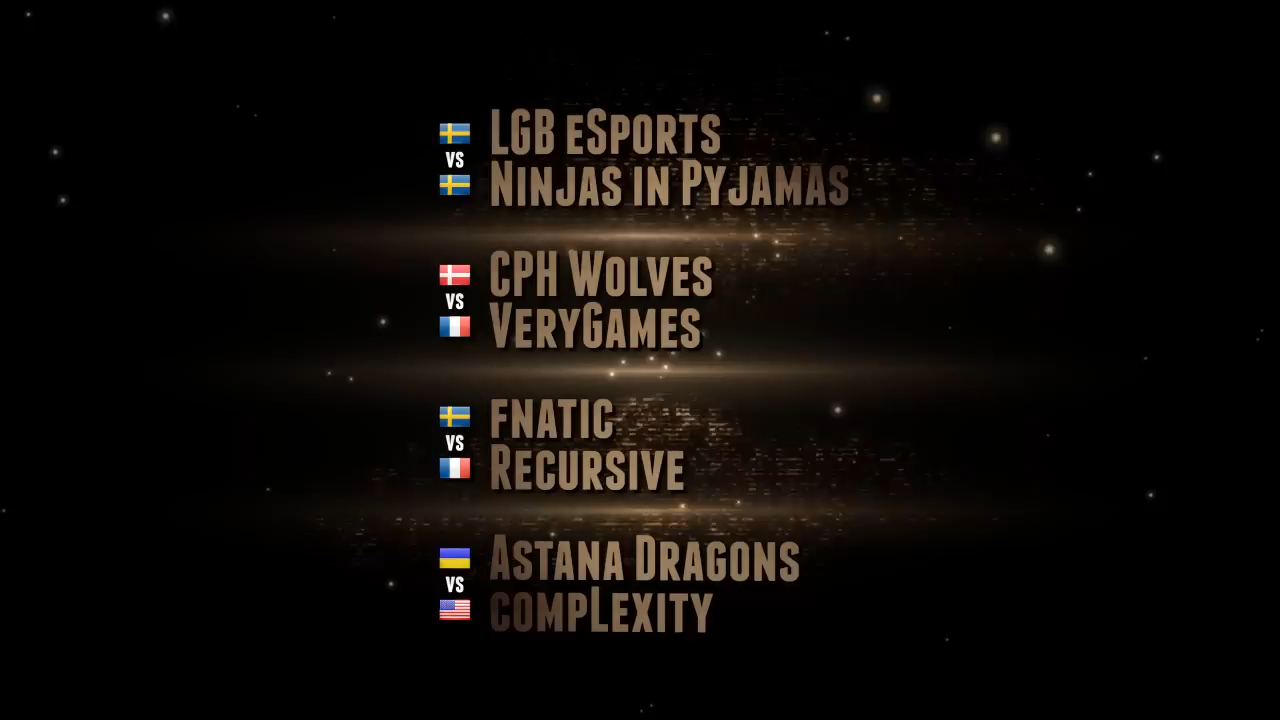 LGB eSports
vs
Ninjas in Pyjamas
CPH Wolves
vs
VeryGames
fnatic
vs
Recursive
Astana Dragons
vs
compLexity